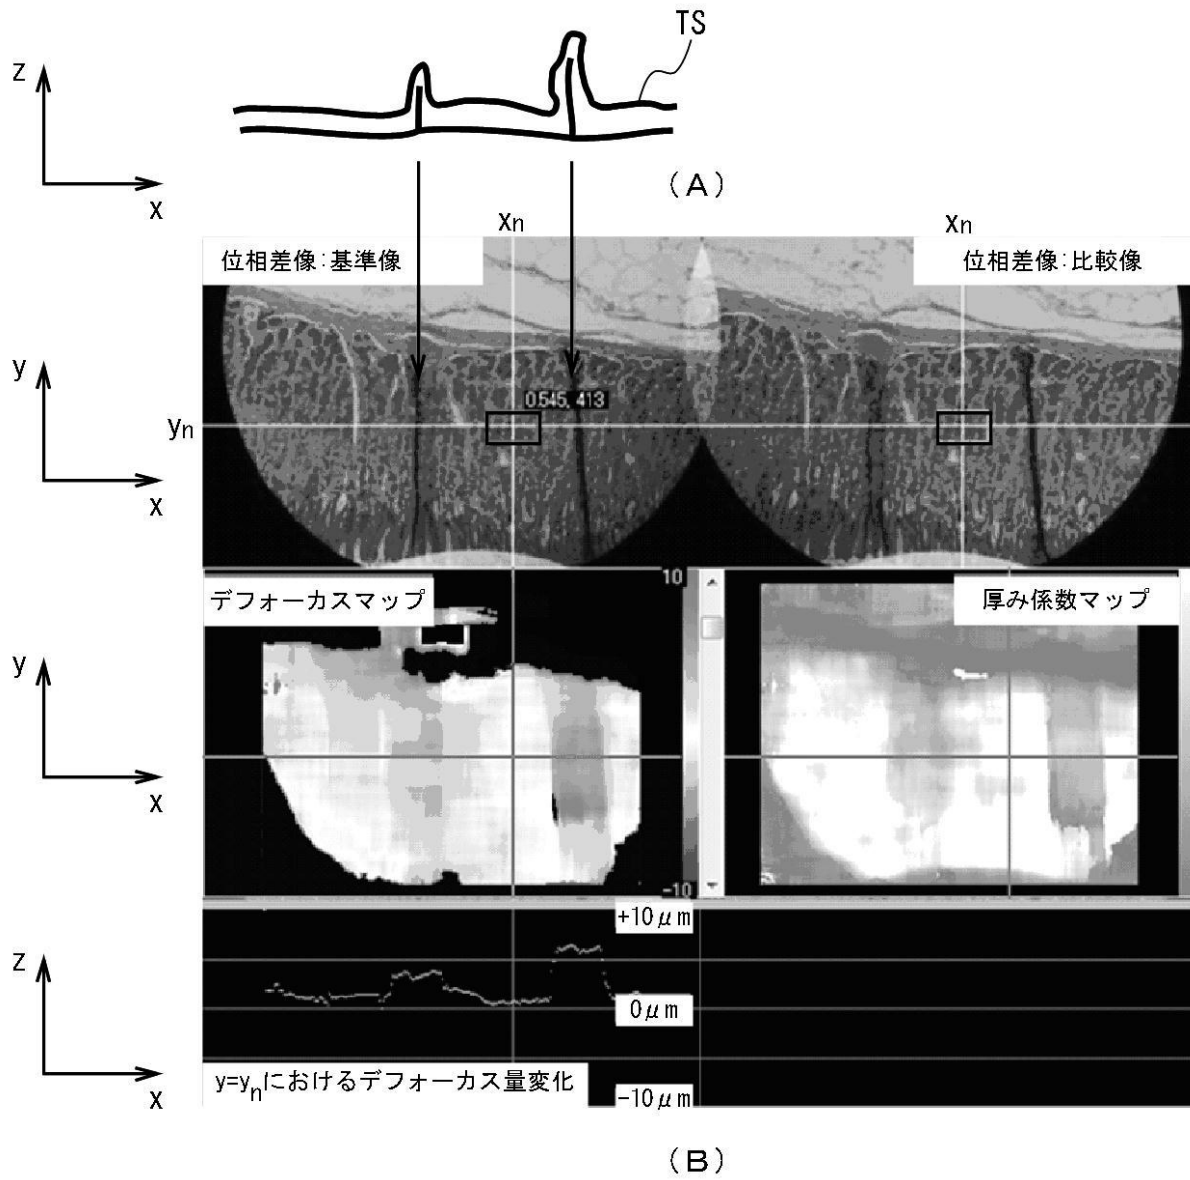 TS
Z
X
(A)
xn
xn
位相差像:基準像
位相差像:比較像
y
0.545, 413
yn
X
10
デフォーカスマップ
厚み係数マップ
y
X
-10
+10μm
Z
0μm
y=ynにおけるデフォーカス量変化
-10μm
X
(B)